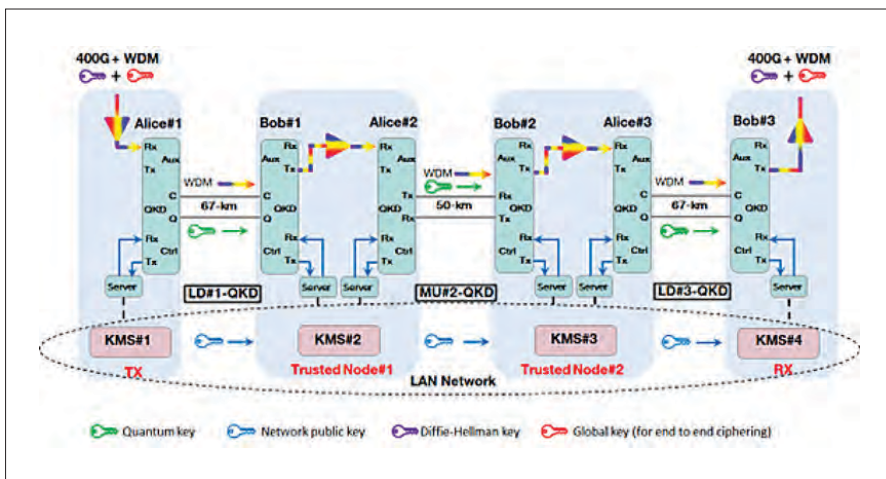 400G + WDM
+
400G + WDM
+
Alice#1
Bob#1
Alice#2
Bob#2
Alice#3
Bob#3
Rx
Aux
Tx
C
QKD
Q
Rx
Ctrl
Tx
Rx
Aux
Tx
C
QKD
Q
Rx
Ctrl
Tx
Rx
Aux
Tx
Tx
QKD
Rx
Rx
Ctrl
Tx
Rx
Aux
Tx
Rx
QKD
Tx
Rx
Ctrl
Tx
Rx
Aux
Tx
C
QKD
Q
Rx
Ctrl
Tx
Rx
Aux
Tx
C
QKD
Q
Rx
Ctrl
Tx
WDM
67-km
WDM
50-km
WDM
67-km
Server
LD#1-QKD
Server
Server
MU#2-QKD
Server
Server
LD#3-QKD
Server
KMS#1
KMS#2
KMS#3
KMS#4
TX
Trusted Node#1
Trusted Node#2
RX
LAN Network
Quantum key
Network public key
Diffie-Hellman key
Global key (for end to end ciphering)